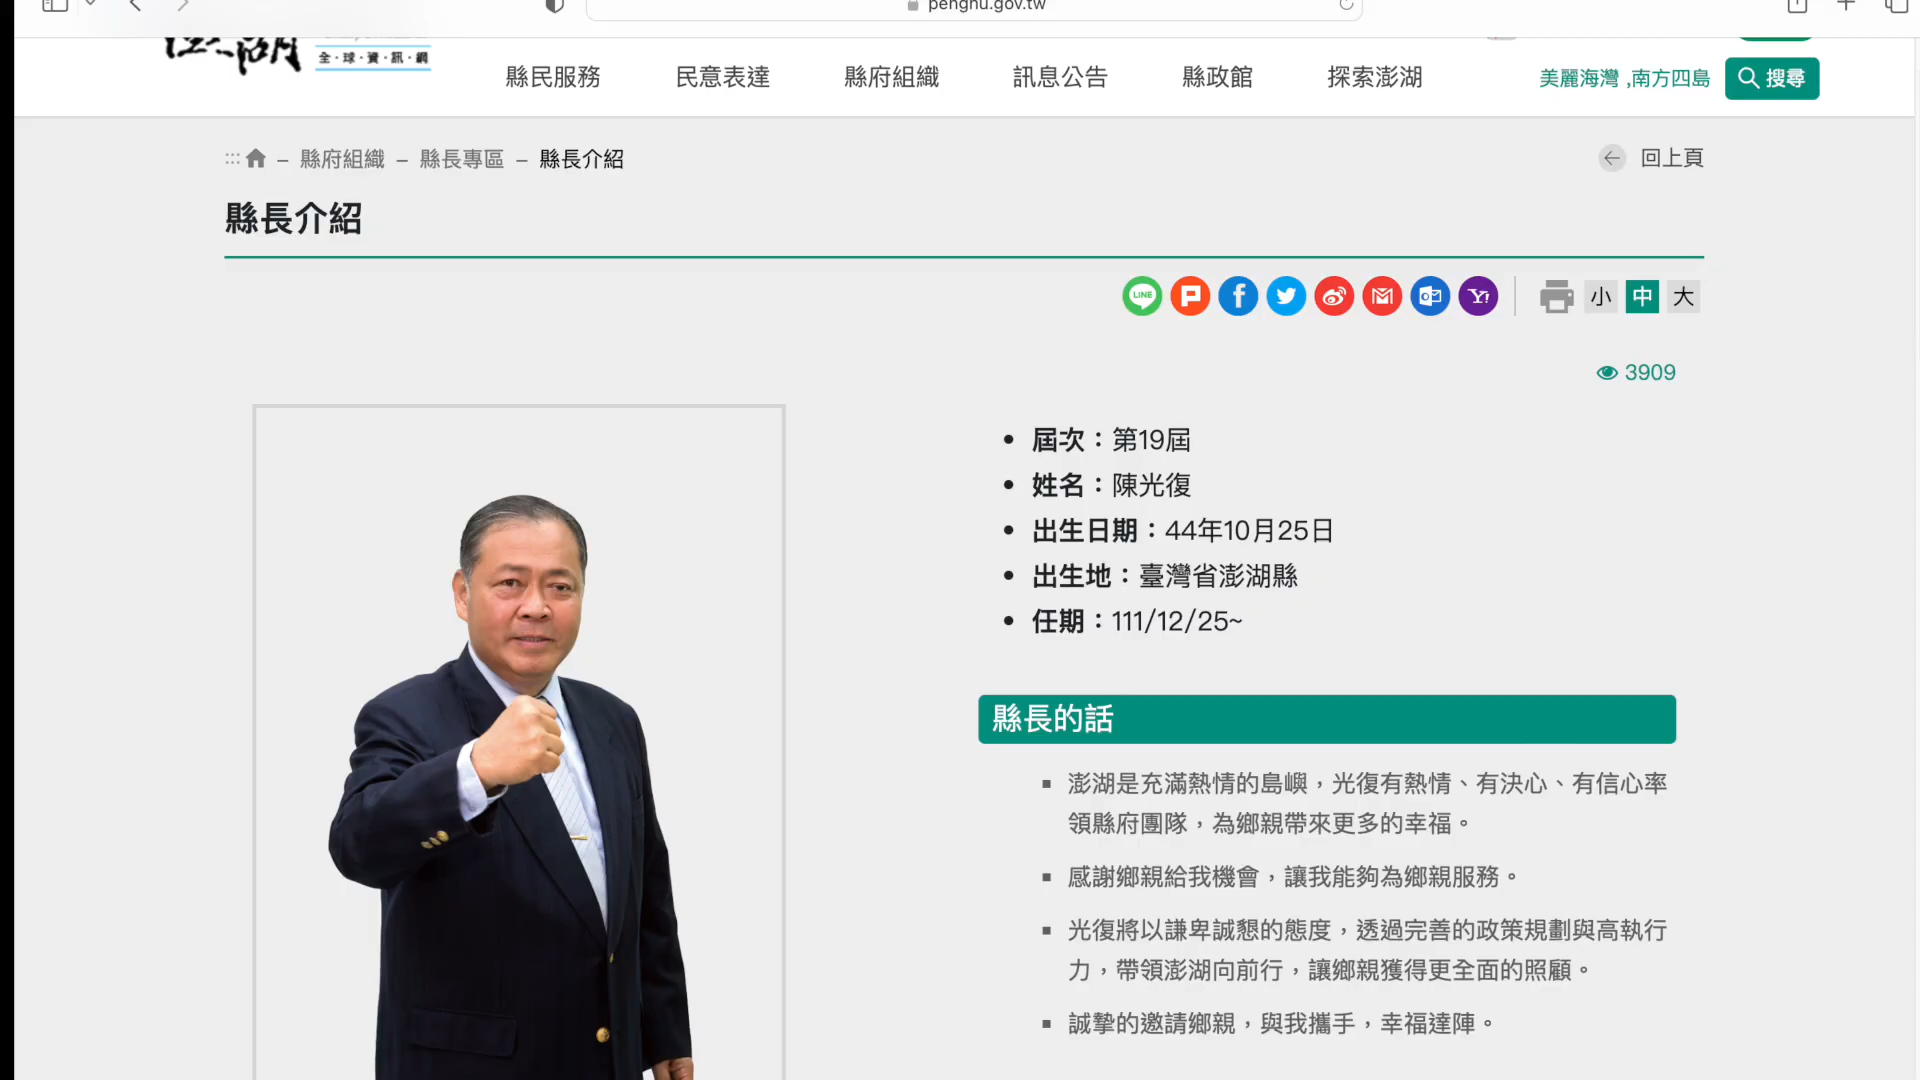 penghu.gov.tw
澎湖
全‧球‧資‧訊‧網
縣民服務 民意表達 縣府組織 訊息公告 縣政館 探索澎湖 美麗海灣 ,南方四島 搜尋
::: – 縣府組織 – 縣長專區 – 縣長介紹 回上頁
縣長介紹
LINE 小 中 大
3909
屆次：第19屆
姓名：陳光復
出生日期：44年10月25日
出生地：臺灣省澎湖縣
任期：111/12/25~
縣長的話
澎湖是充滿熱情的島嶼，光復有熱情、有決心、有信心率
領縣府團隊，為鄉親帶來更多的幸福。
感謝鄉親給我機會，讓我能夠為鄉親服務。
光復將以謙卑誠懇的態度，透過完善的政策規劃與高執行
力，帶領澎湖向前行，讓鄉親獲得更全面的照顧。
誠摯的邀請鄉親，與我攜手，幸福達陣。